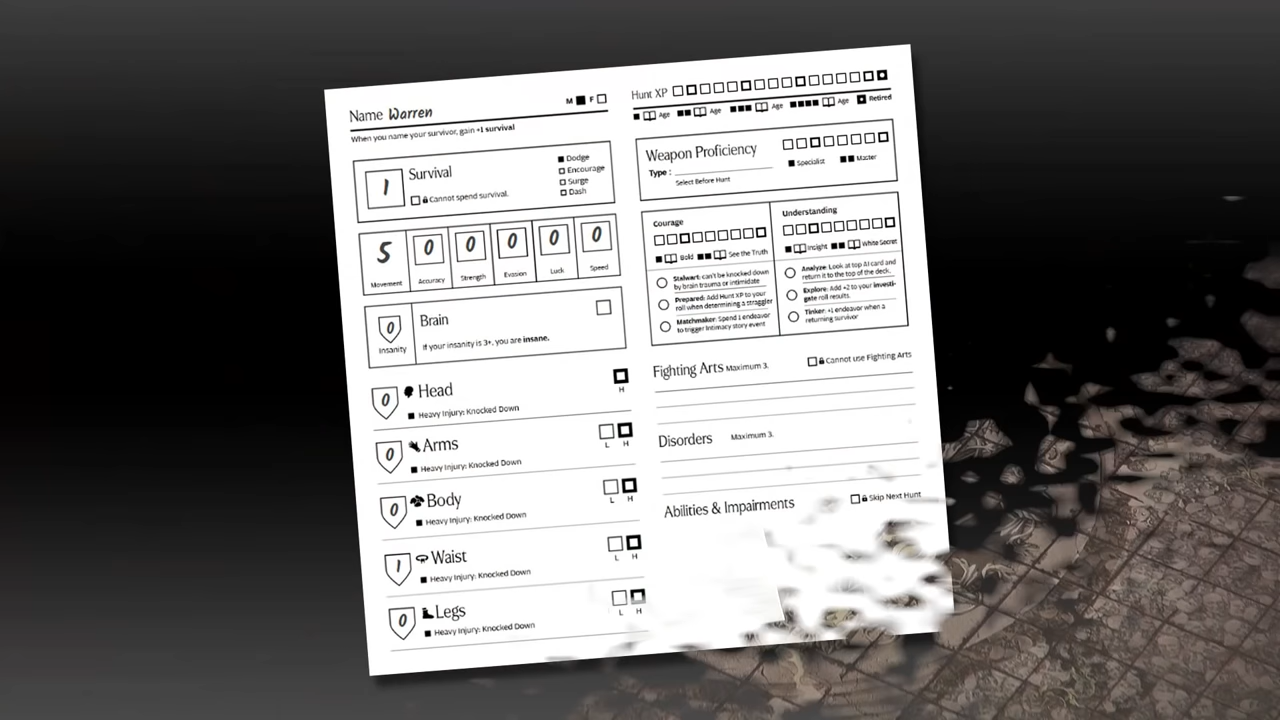 Name Warren
M F
When you name your survivor, gain +1 survival
1
Survival
Cannot spend survival.
Dodge
Encourage
Surge
Dash
5 0 0 0 0 0
Movement Accuracy Strength Evasion Luck Speed
0
Insanity
Brain
If your insanity is 3+, you are insane.
0 Head
Heavy Injury: Knocked Down
H
0 Arms
Heavy Injury: Knocked Down
L H
0 Body
Heavy Injury: Knocked Down
L H
1 Waist
Heavy Injury: Knocked Down
L H
0 Legs
Heavy Injury: Knocked Down
L H
Hunt XP
Age Age Age Age Retired
Weapon Proficiency
Type :
Select Before Hunt
Specialist Master
Courage
Bold See the Truth
Stalwart: can't be knocked down
by brain trauma or intimidate
Prepared: Add Hunt XP to your
roll when determining a straggler
Matchmaker: Spend 1 endeavor
to trigger Intimacy story event
Understanding
Insight White Secret
Analyze: Look at top AI card and
return it to the top of the deck.
Explore: Add +2 to your investi-
gate roll results.
Tinker: +1 endeavor when a
returning survivor
Fighting Arts Maximum 3.
Cannot use Fighting Arts
Disorders Maximum 3.
Abilities & Impairments
Skip Next Hunt